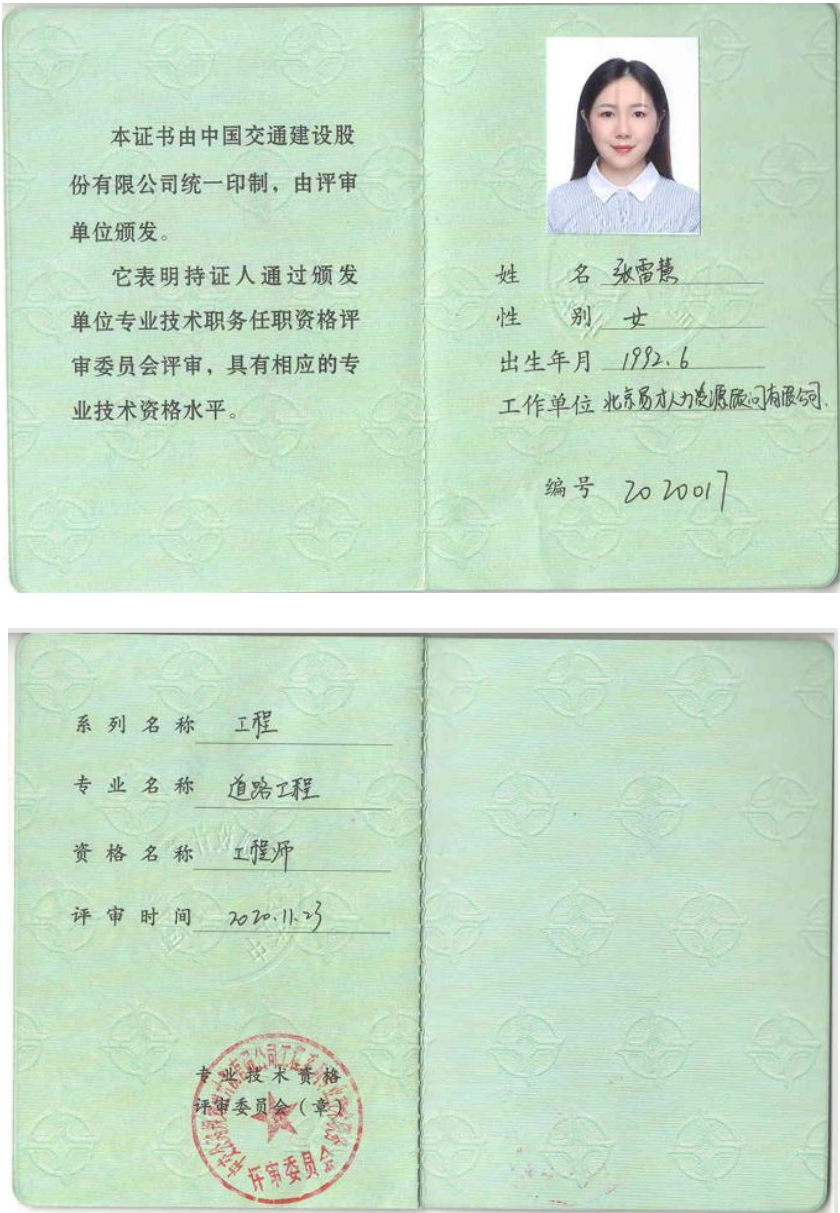 本证书由中国交通建设股
份有限公司统一印制，由评审
单位颁发。
它表明持证人通过颁发
单位专业技术职务任职资格评
审委员会评审，具有相应的专
业技术资格水平。
姓 名 张雷慧
性 别 女
出生年月 1992.6
工作单位 北京易才人力资源顾问有限公司.
编号 2020017
系列名称 工程
专业名称 道路工程
资格名称 工程师
评审时间 2020.11.23
专业技术资格
评审委员会（章）
评审委员会